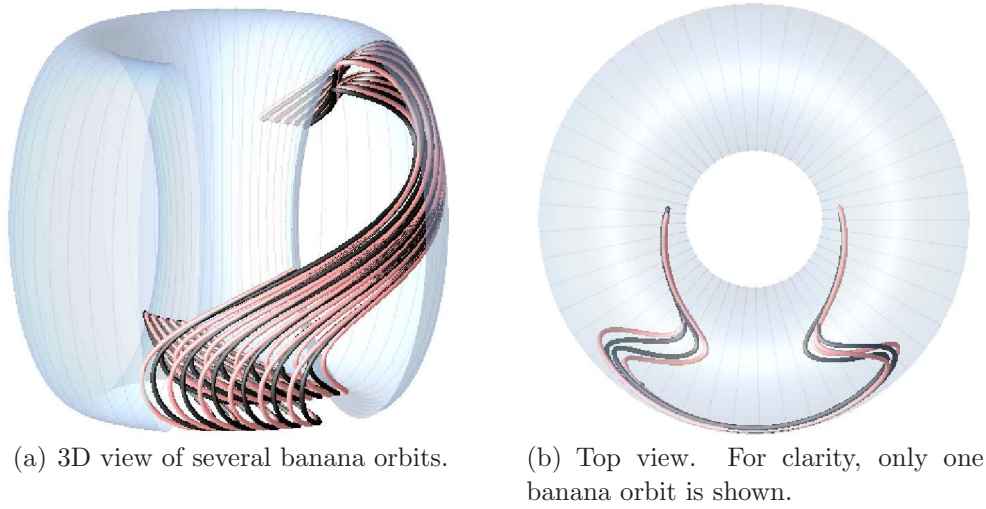 (a) 3D view of several banana orbits.
(b) Top view. For clarity, only one
banana orbit is shown.